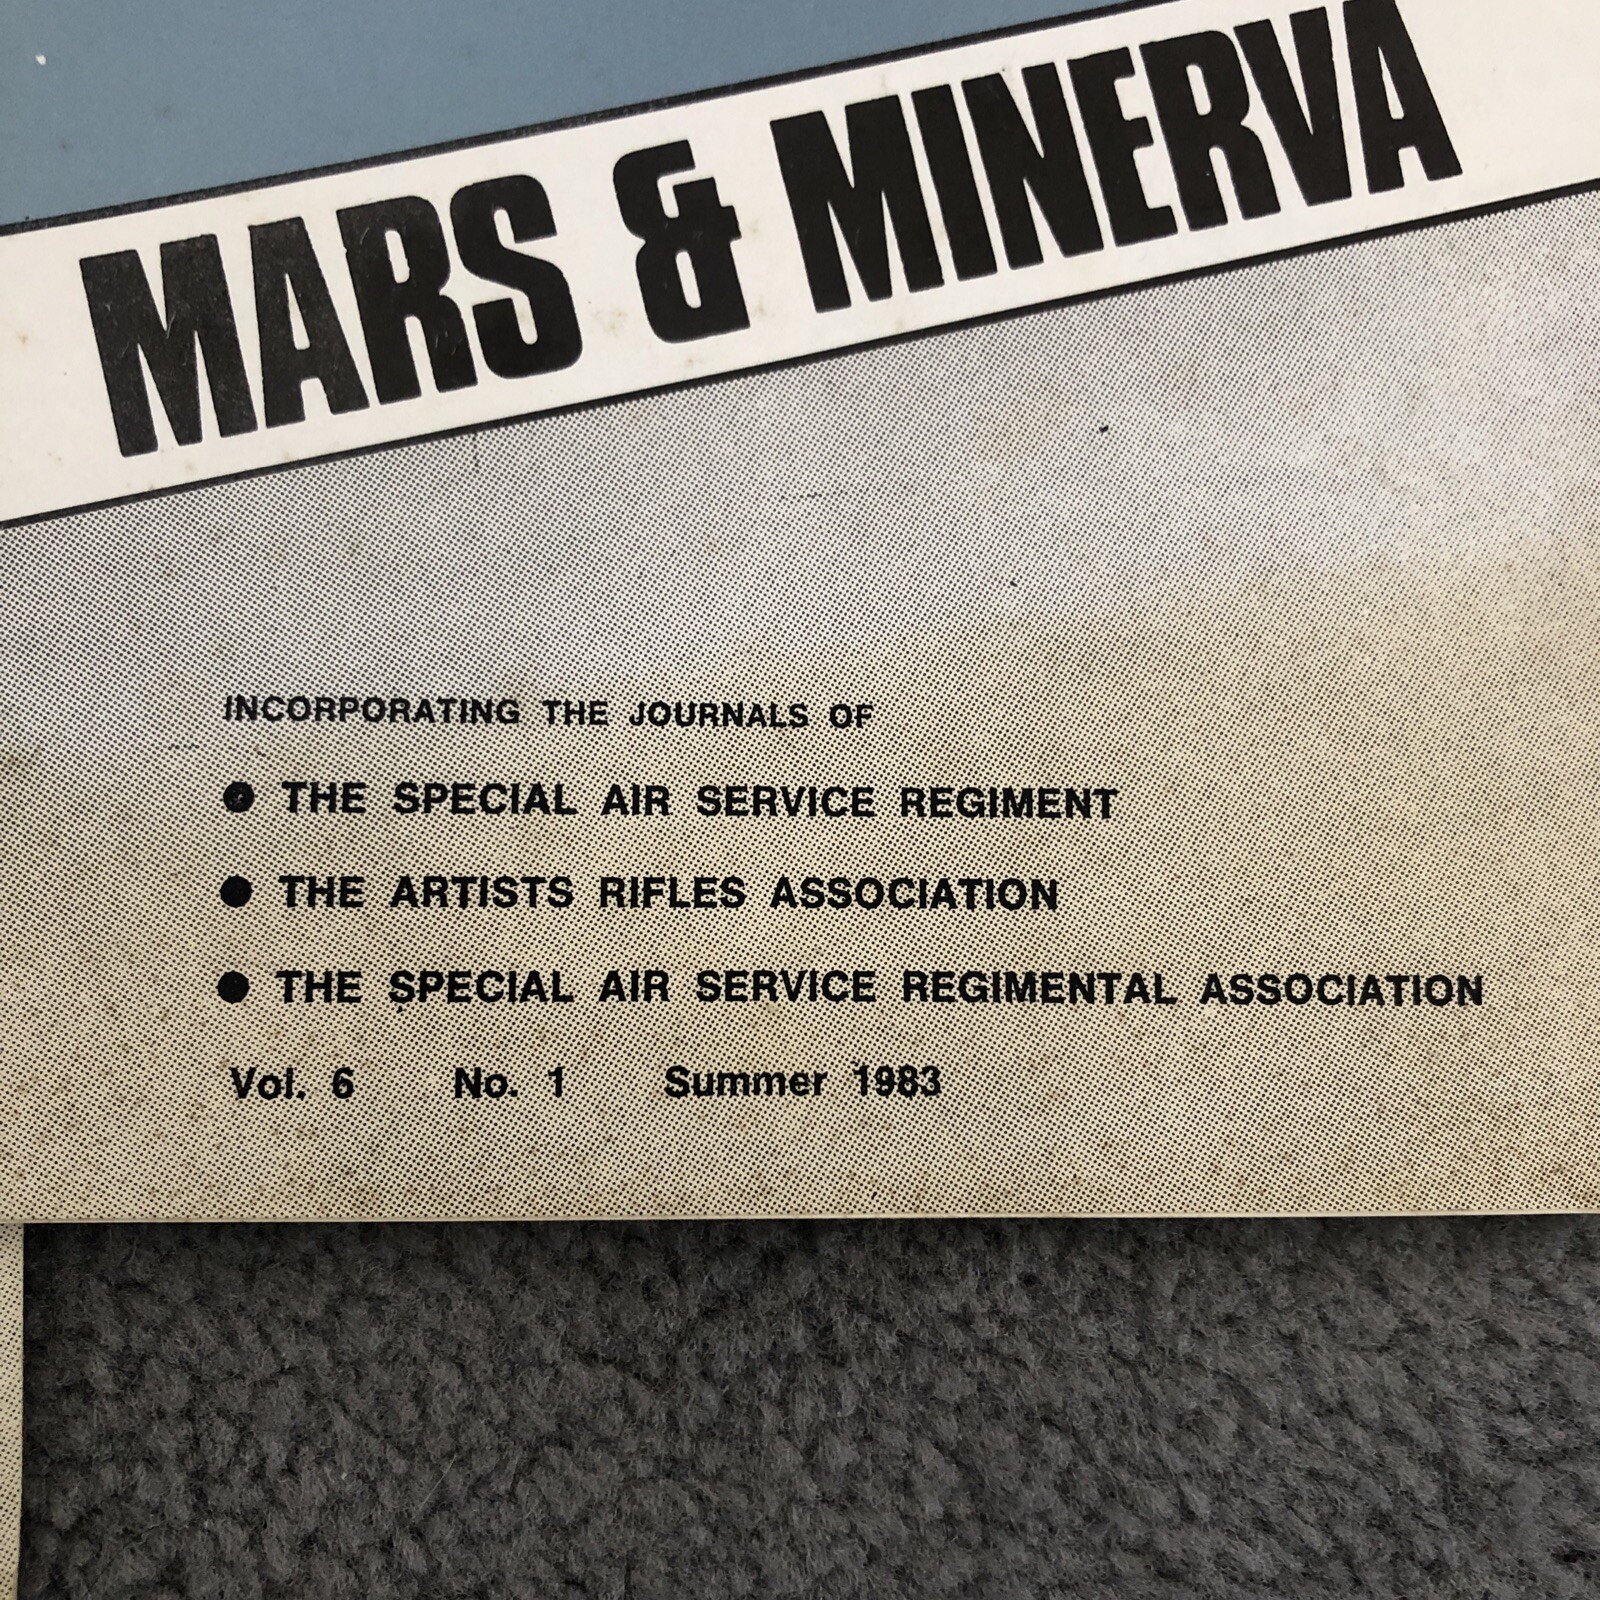 MARS & MINERVA
INCORPORATING THE JOURNALS OF
● THE SPECIAL AIR SERVICE REGIMENT
● THE ARTISTS RIFLES ASSOCIATION
● THE SPECIAL AIR SERVICE REGIMENTAL ASSOCIATION
Vol. 6 No. 1 Summer 1983